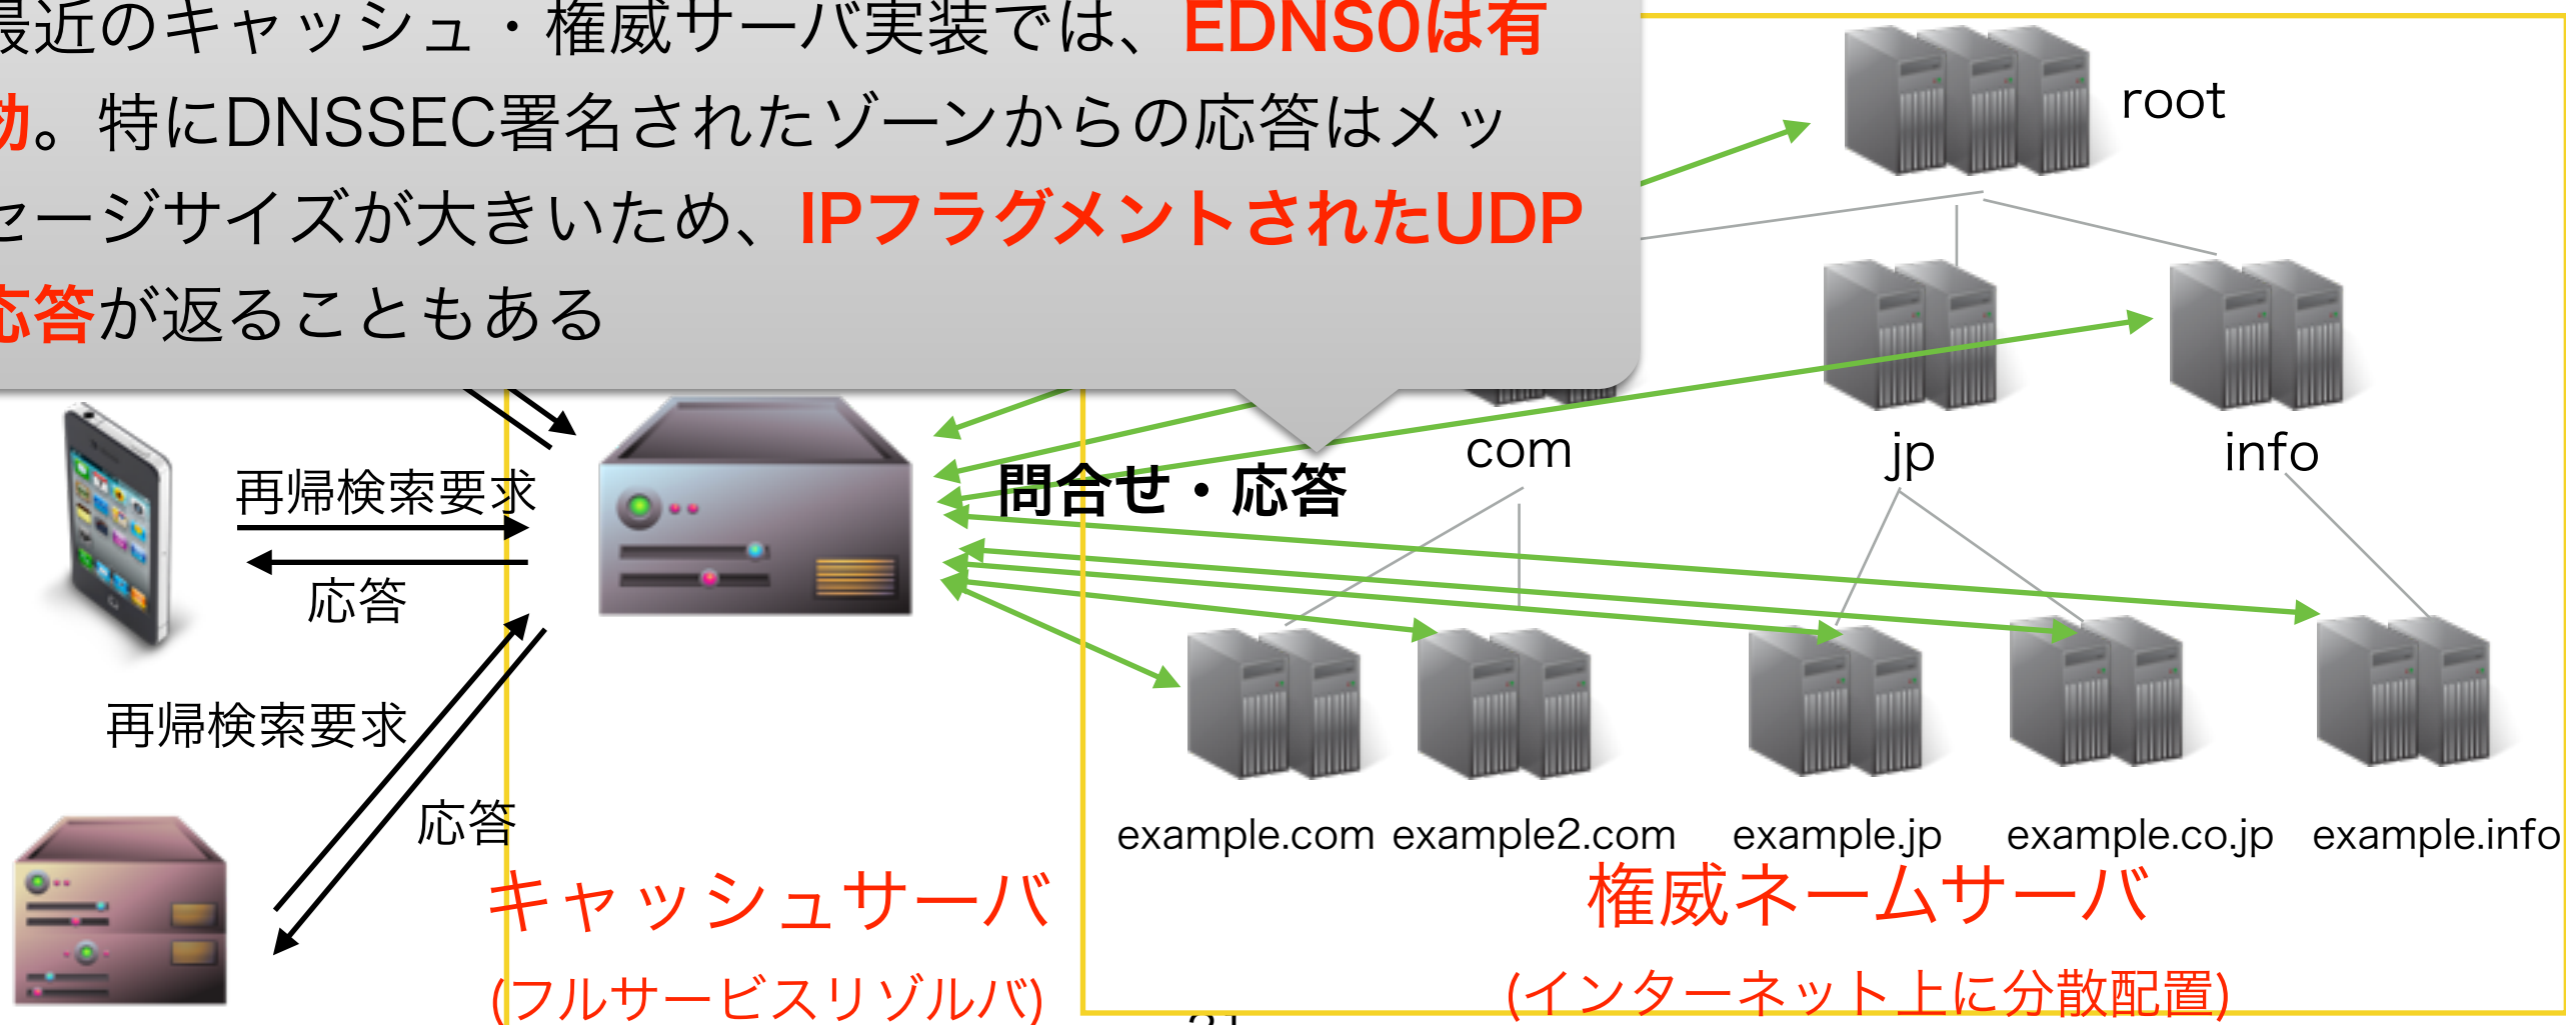 最近のキャッシュ・権威サーバ実装では、EDNS0は有
効。特にDNSSEC署名されたゾーンからの応答はメッ
セージサイズが大きいため、IPフラグメントされたUDP
応答が返ることもある
root
com
jp
info
再帰検索要求
問合せ・応答
応答
再帰検索要求
応答
example.com
example2.com
example.jp
example.co.jp
example.info
キャッシュサーバ
(フルサービスリゾルバ)
権威ネームサーバ
(インターネット上に分散配置)